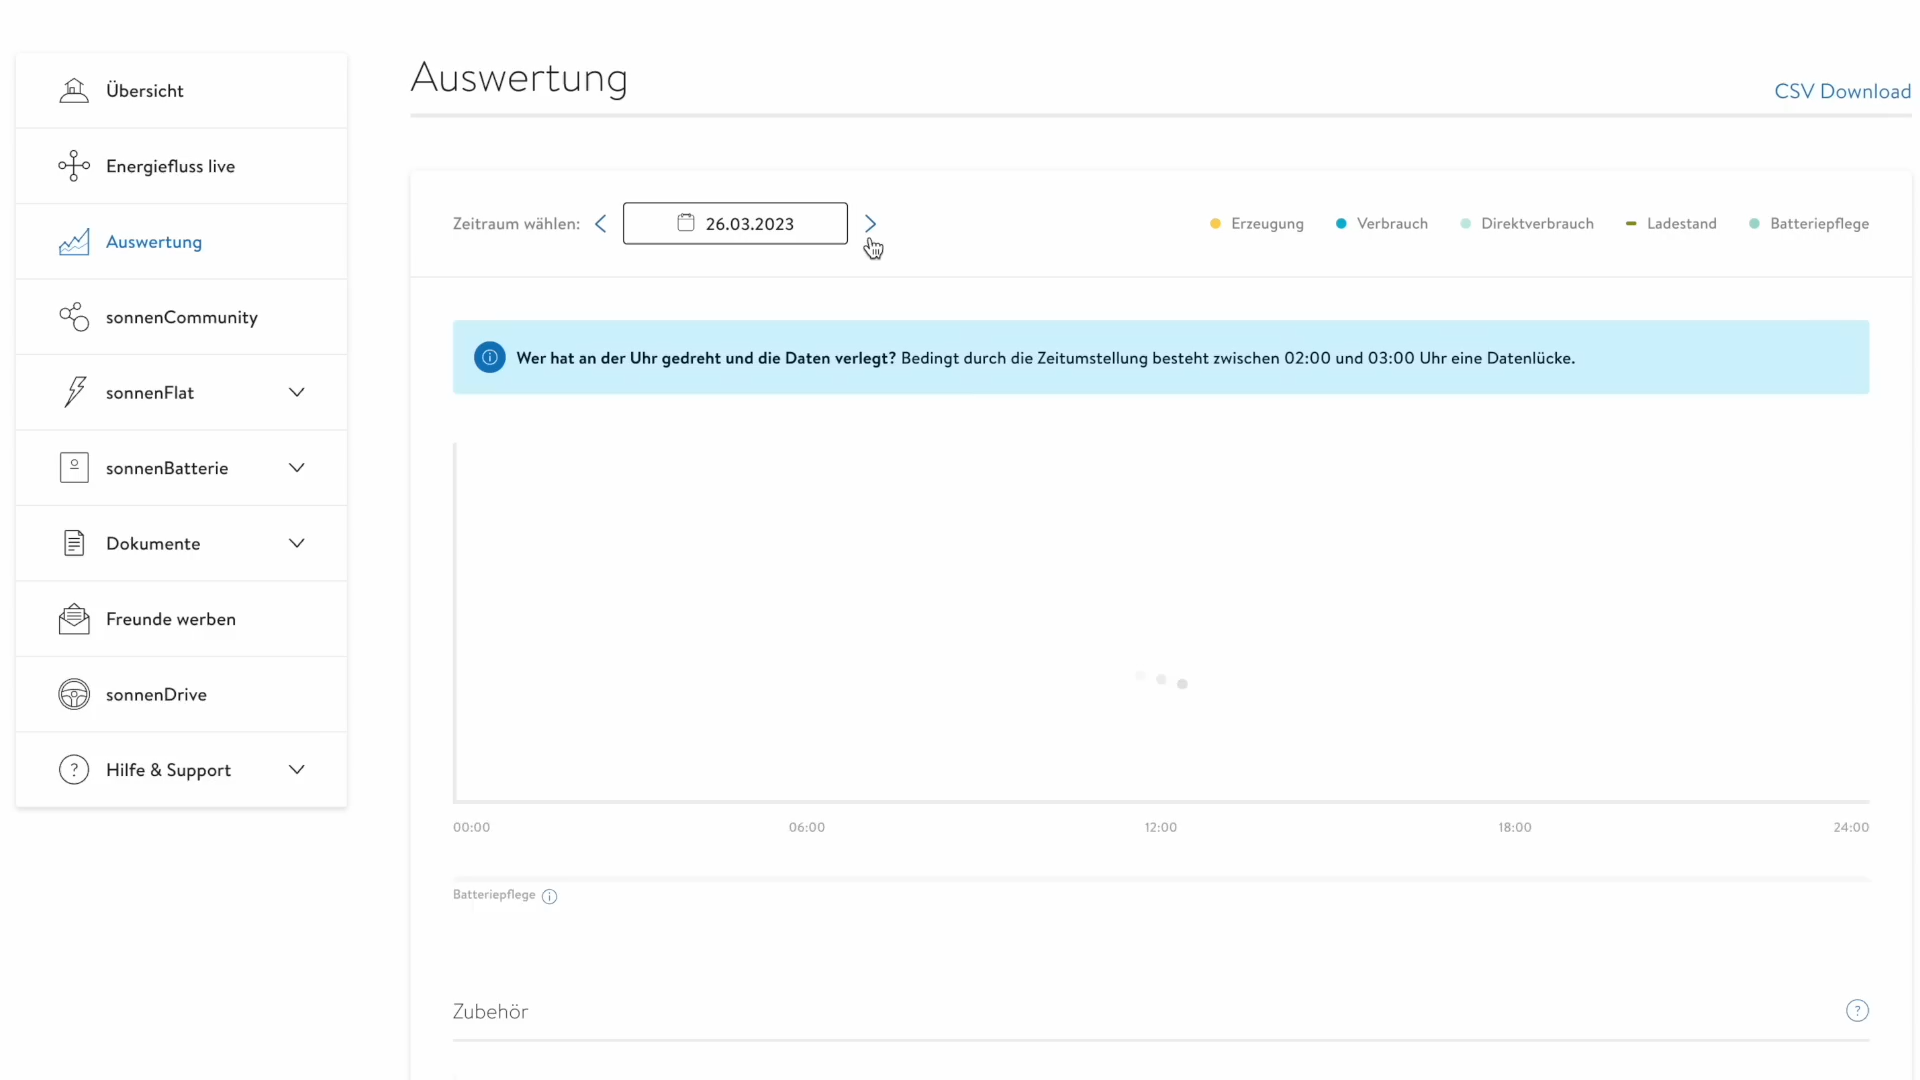 Auswertung
CSV Download
Übersicht
Energiefluss live
Auswertung
sonnenCommunity
sonnenFlat
sonnenBatterie
Dokumente
Freunde werben
sonnenDrive
? Hilfe & Support
Zeitraum wählen: 26.03.2023
Erzeugung Verbrauch Direktverbrauch Ladestand Batteriepflege
Wer hat an der Uhr gedreht und die Daten verlegt? Bedingt durch die Zeitumstellung besteht zwischen 02:00 und 03:00 Uhr eine Datenlücke.
00:00 06:00 12:00 18:00 24:00
Batteriepflege
Zubehör ?